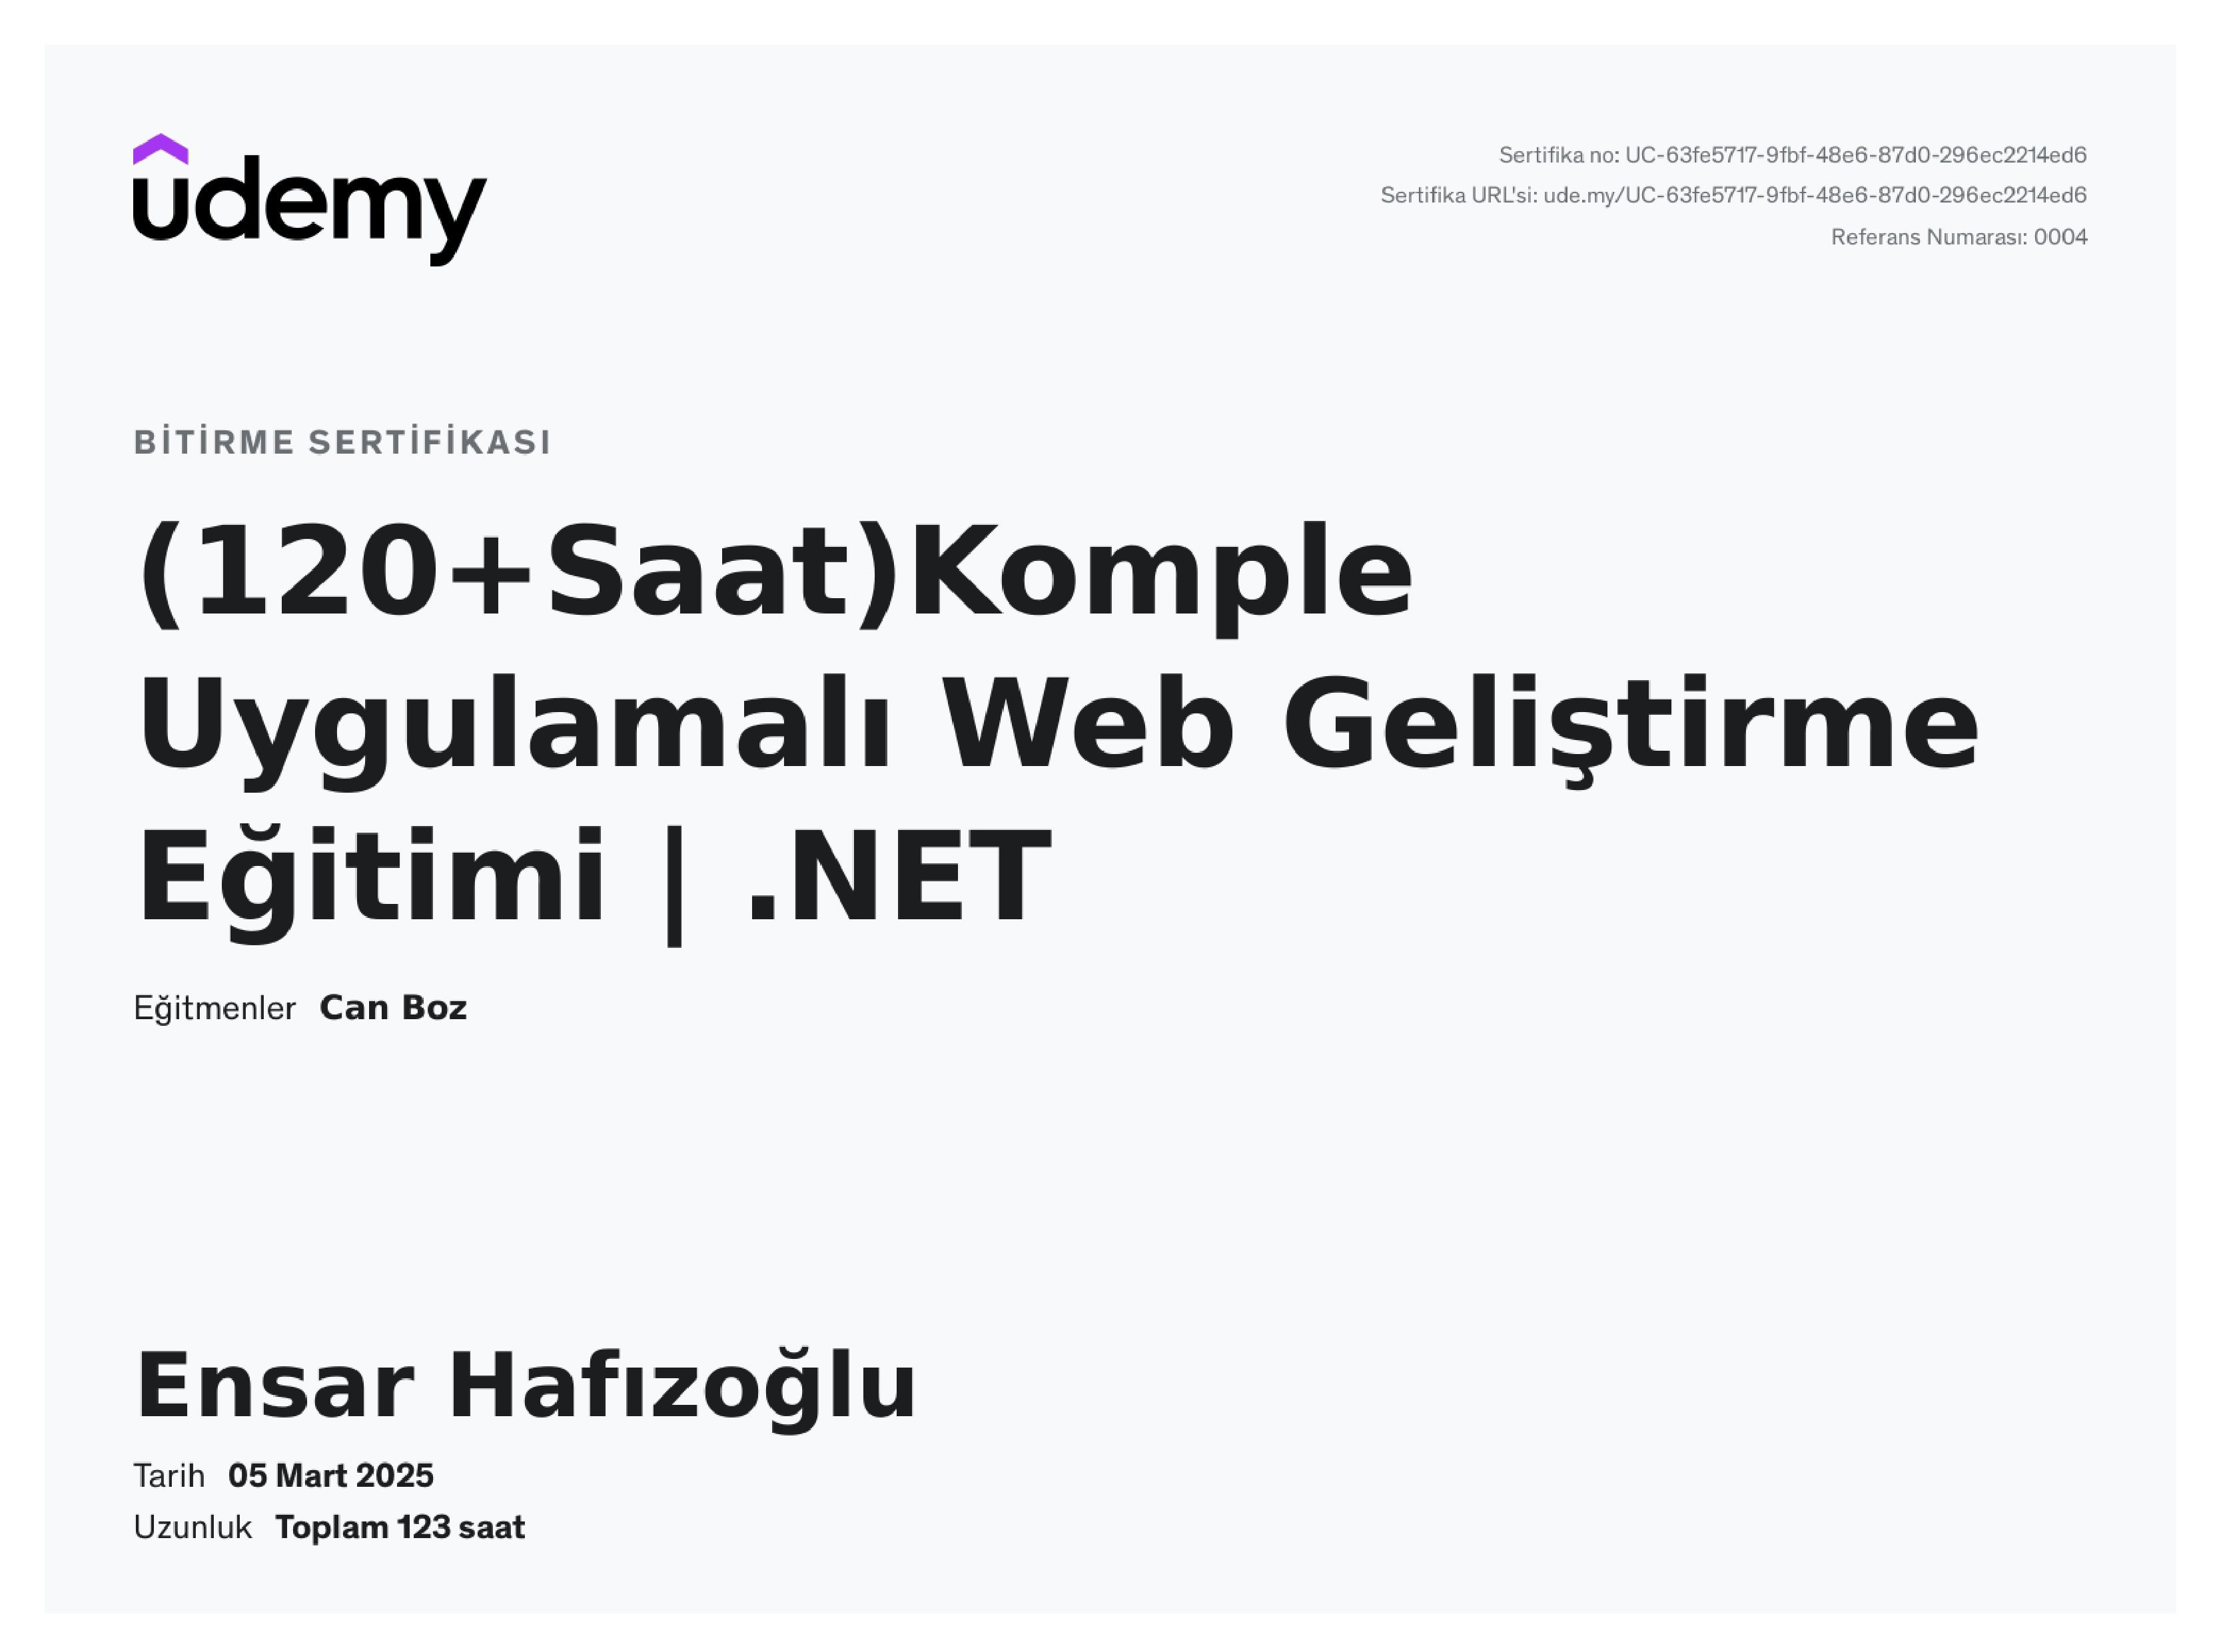 udemy
Sertifika no: UC-63fe5717-9fbf-48e6-87d0-296ec2214ed6
Sertifika URL'si: ude.my/UC-63fe5717-9fbf-48e6-87d0-296ec2214ed6
Referans Numarası: 0004
BİTİRME SERTİFİKASI
(120+Saat)Komple
Uygulamalı Web Geliştirme
Eğitimi | .NET
Eğitmenler Can Boz
Ensar Hafızoğlu
Tarih 05 Mart 2025
Uzunluk Toplam 123 saat